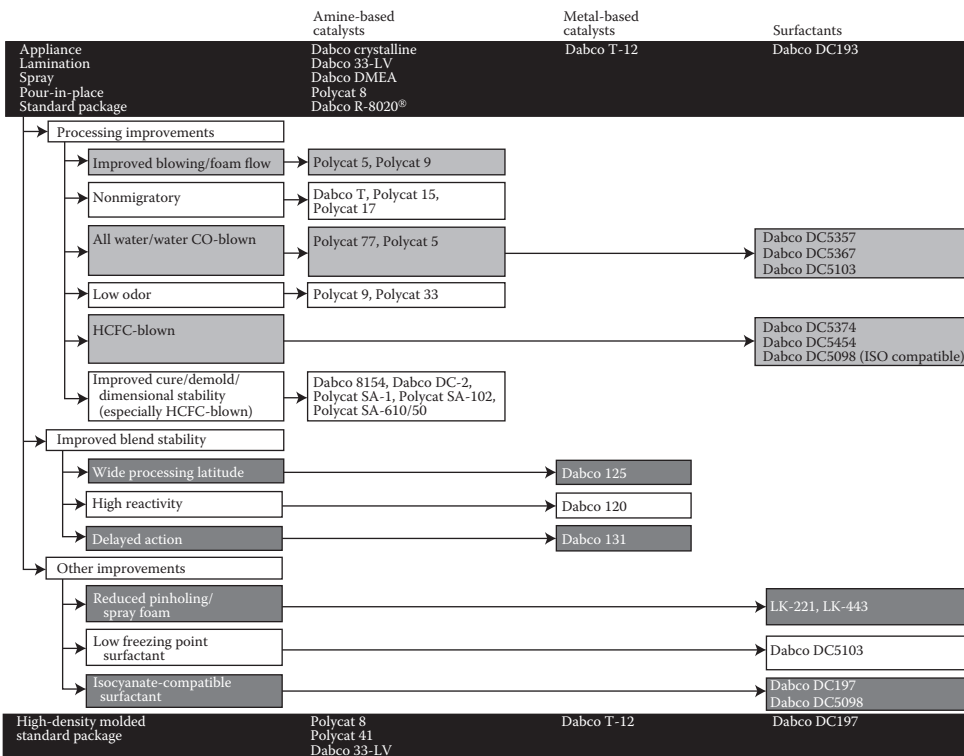 Amine-based
catalysts
Metal-based
catalysts
Surfactants
Appliance
Lamination
Spray
Pour-in-place
Standard package
Dabco crystalline
Dabco 33-LV
Dabco DMEA
Polycat 8
Dabco R-8020®
Dabco T-12
Dabco DC193
Processing improvements
Improved blowing/foam flow
Polycat 5, Polycat 9
Nonmigratory
Dabco T, Polycat 15,
Polycat 17
All water/water CO-blown
Polycat 77, Polycat 5
Dabco DC5357
Dabco DC5367
Dabco DC5103
Low odor
Polycat 9, Polycat 33
HCFC-blown
Dabco DC5374
Dabco DC5454
Dabco DC5098 (ISO compatible)
Improved cure/demold/
dimensional stability
(especially HCFC-blown)
Dabco 8154, Dabco DC-2,
Polycat SA-1, Polycat SA-102,
Polycat SA-610/50
Improved blend stability
Wide processing latitude
Dabco 125
High reactivity
Dabco 120
Delayed action
Dabco 131
Other improvements
Reduced pinholing/
spray foam
LK-221, LK-443
Low freezing point
surfactant
Dabco DC5103
Isocyanate-compatible
surfactant
Dabco DC197
Dabco DC5098
High-density molded
standard package
Polycat 8
Polycat 41
Dabco 33-LV
Dabco T-12
Dabco DC197